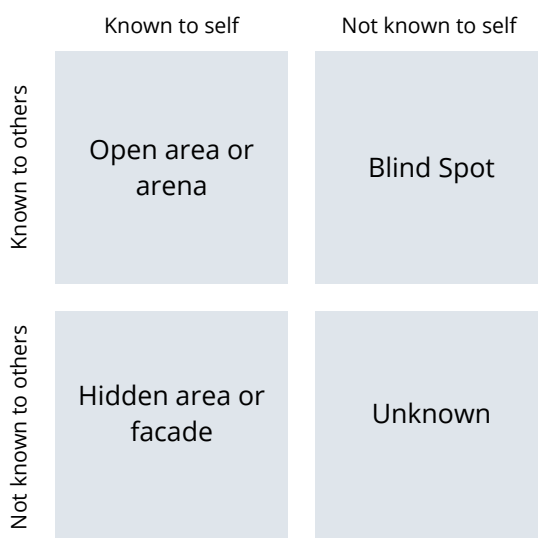 Known to self
Not known to self
Known to others
Open area or
arena
Blind Spot
Not known to others
Hidden area or
facade
Unknown